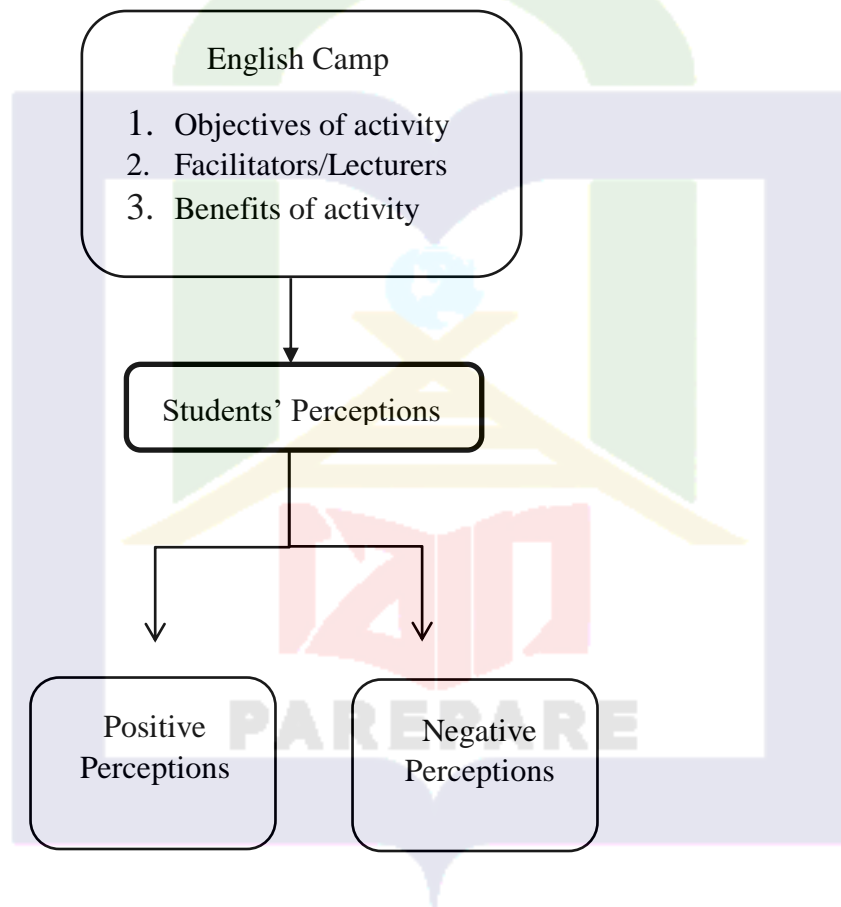 English Camp
1. Objectives of activity
2. Facilitators/Lecturers
3. Benefits of activity
Students’ Perceptions
Positive
Perceptions
Negative
Perceptions
iain
PAREPARE